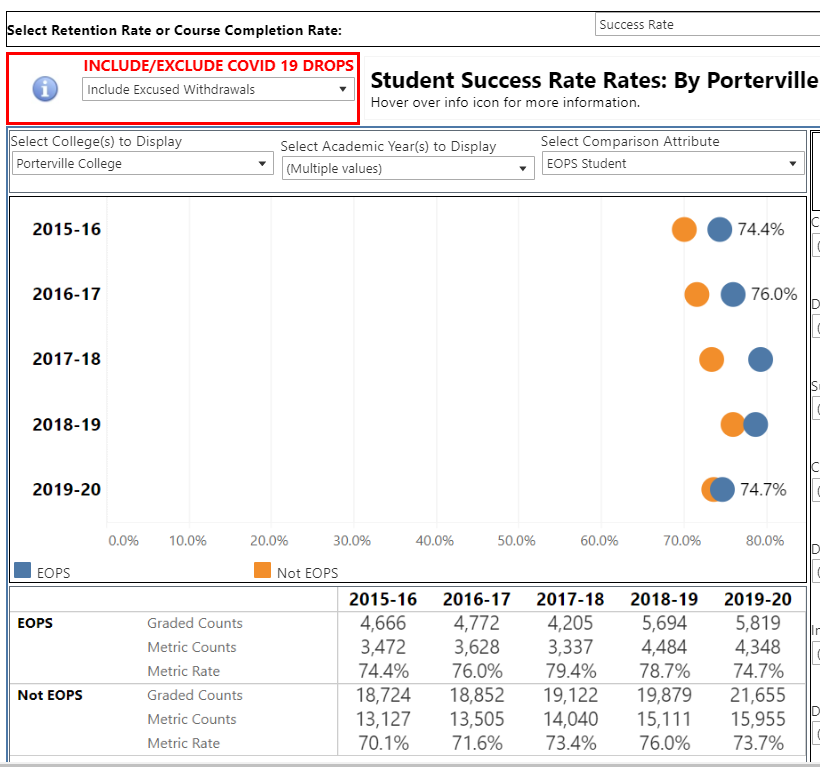 Select Retention Rate or Course Completion Rate:
Success Rate
INCLUDE/EXCLUDE COVID 19 DROPS
Include Excused Withdrawals
Student Success Rate Rates: By Porterville
Hover over info icon for more information.
Select College(s) to Display
Porterville College
Select Academic Year(s) to Display
(Multiple values)
Select Comparison Attribute
EOPS Student
2015-16 74.4%
2016-17 76.0%
2017-18
2018-19
2019-20 74.7%
0.0% 10.0% 20.0% 30.0% 40.0% 50.0% 60.0% 70.0% 80.0%
EOPS Not EOPS
2015-16 2016-17 2017-18 2018-19 2019-20
EOPS Graded Counts 4,666 4,772 4,205 5,694 5,819
Metric Counts 3,472 3,628 3,337 4,484 4,348
Metric Rate 74.4% 76.0% 79.4% 78.7% 74.7%
Not EOPS Graded Counts 18,724 18,852 19,122 19,879 21,655
Metric Counts 13,127 13,505 14,040 15,111 15,955
Metric Rate 70.1% 71.6% 73.4% 76.0% 73.7%